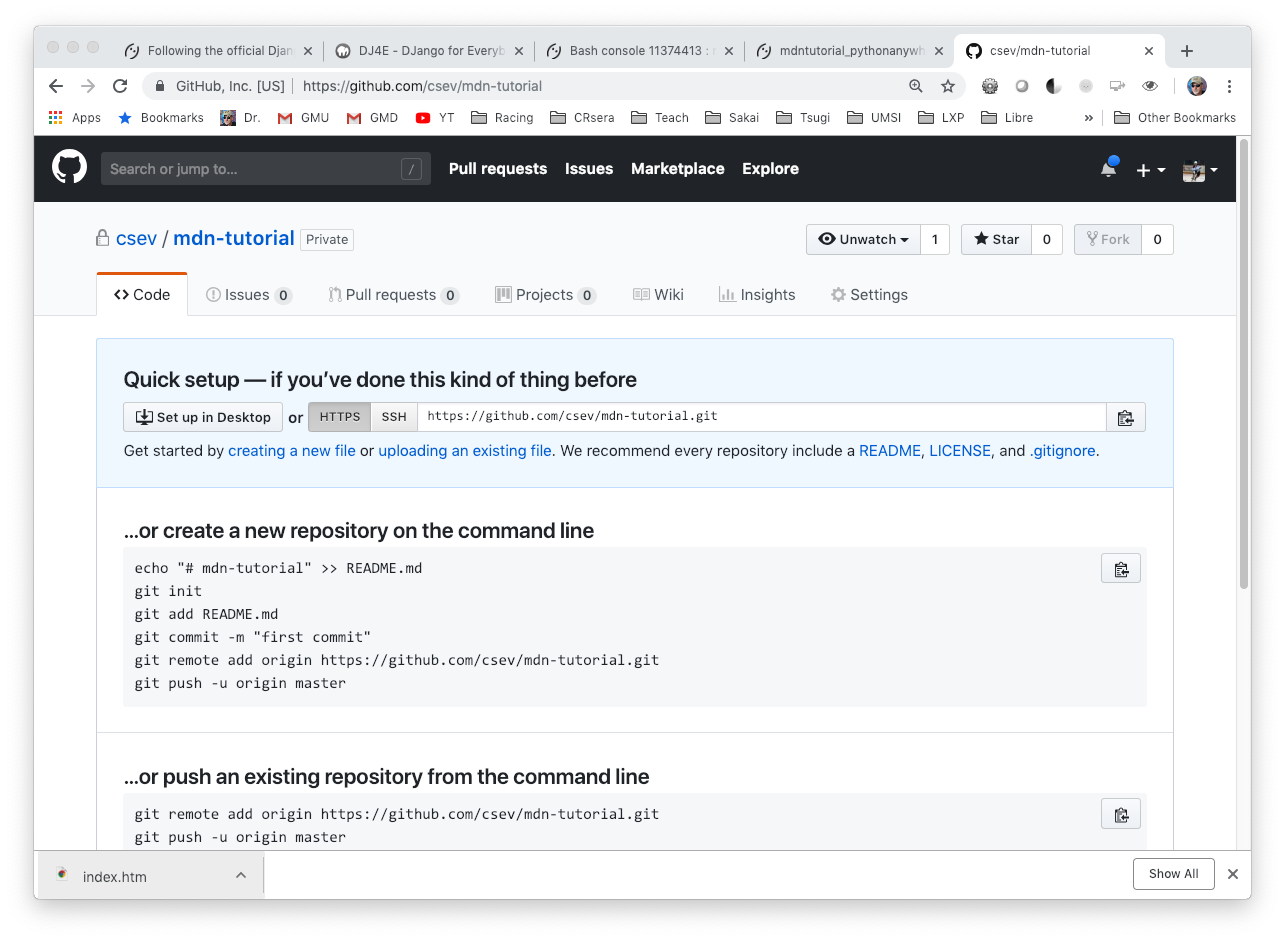 Following the official Djan
DJ4E - DJango for Everyb
Bash console 11374413 :
mdntutorial_pythonanywh
csev/mdn-tutorial
GitHub, Inc. [US] https://github.com/csev/mdn-tutorial
Apps Bookmarks Dr. GMU GMD YT Racing CRsera Teach Sakai Tsugi UMSI LXP Libre » Other Bookmarks
Search or jump to... / Pull requests Issues Marketplace Explore
csev / mdn-tutorial Private Unwatch 1 Star 0 Fork 0
Code Issues 0 Pull requests 0 Projects 0 Wiki Insights Settings
Quick setup — if you’ve done this kind of thing before
Set up in Desktop or HTTPS SSH https://github.com/csev/mdn-tutorial.git
Get started by creating a new file or uploading an existing file. We recommend every repository include a README, LICENSE, and .gitignore.
…or create a new repository on the command line
echo "# mdn-tutorial" >> README.md
git init
git add README.md
git commit -m "first commit"
git remote add origin https://github.com/csev/mdn-tutorial.git
git push -u origin master
…or push an existing repository from the command line
git remote add origin https://github.com/csev/mdn-tutorial.git
git push -u origin master
index.htm Show All